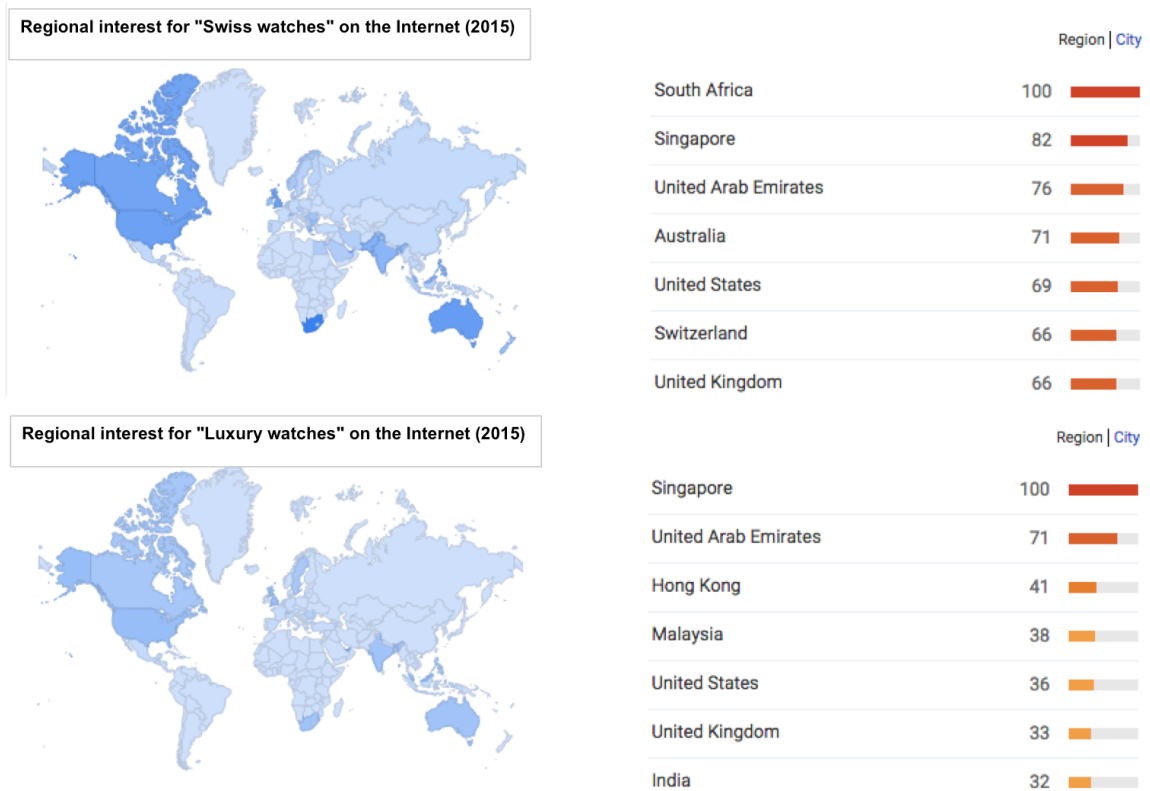 Regional interest for "Swiss watches" on the Internet (2015)
Region | City
South Africa 100
Singapore 82
United Arab Emirates 76
Australia 71
United States 69
Switzerland 66
United Kingdom 66
Regional interest for "Luxury watches" on the Internet (2015)
Region | City
Singapore 100
United Arab Emirates 71
Hong Kong 41
Malaysia 38
United States 36
United Kingdom 33
India 32